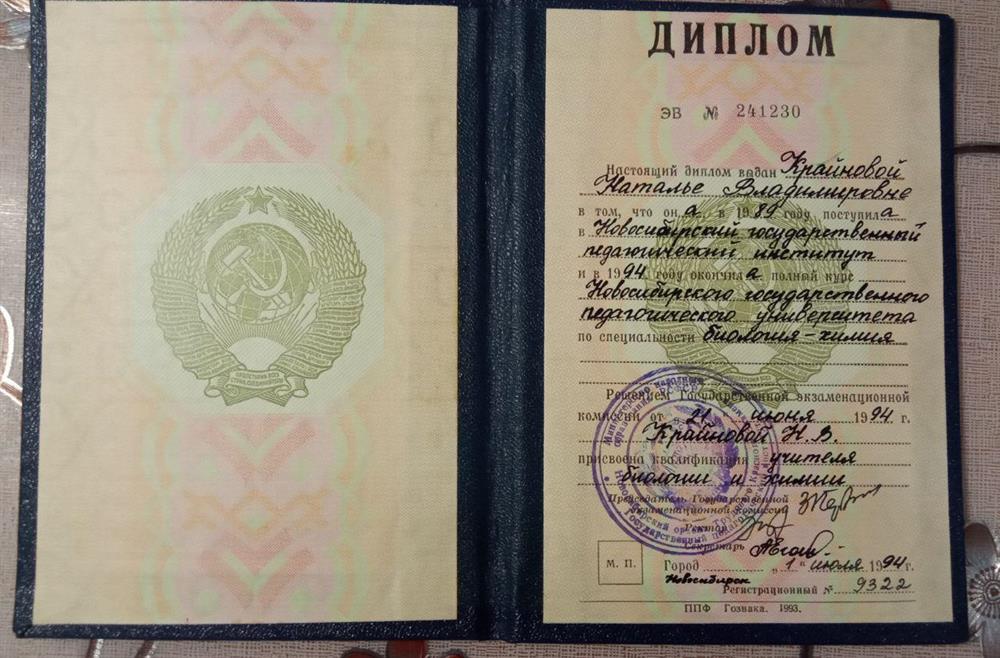 ДИПЛОМ
ЭВ № 241230
Настоящий диплом выдан Крайновой
Наталье Владимировне
в том, что он а в 1989 году поступил а
в Новосибирский государственный
педагогический институт
и в 1994 году окончил а полный курс
Новосибирского государственного
педагогического университета
по специальности биология-химия
Решением Государственной экзаменационной
комиссии от 21 июня 1994 г.
Крайновой Н. В.
присвоена квалификация учителя
биологии и химии
Председатель Государственной
экзаменационной комиссии
Ректор
Секретарь
М. П.
Город „1“ июля 1994 г.
Новосибирск
Регистрационный № 9322
ППФ Гознака. 1993.